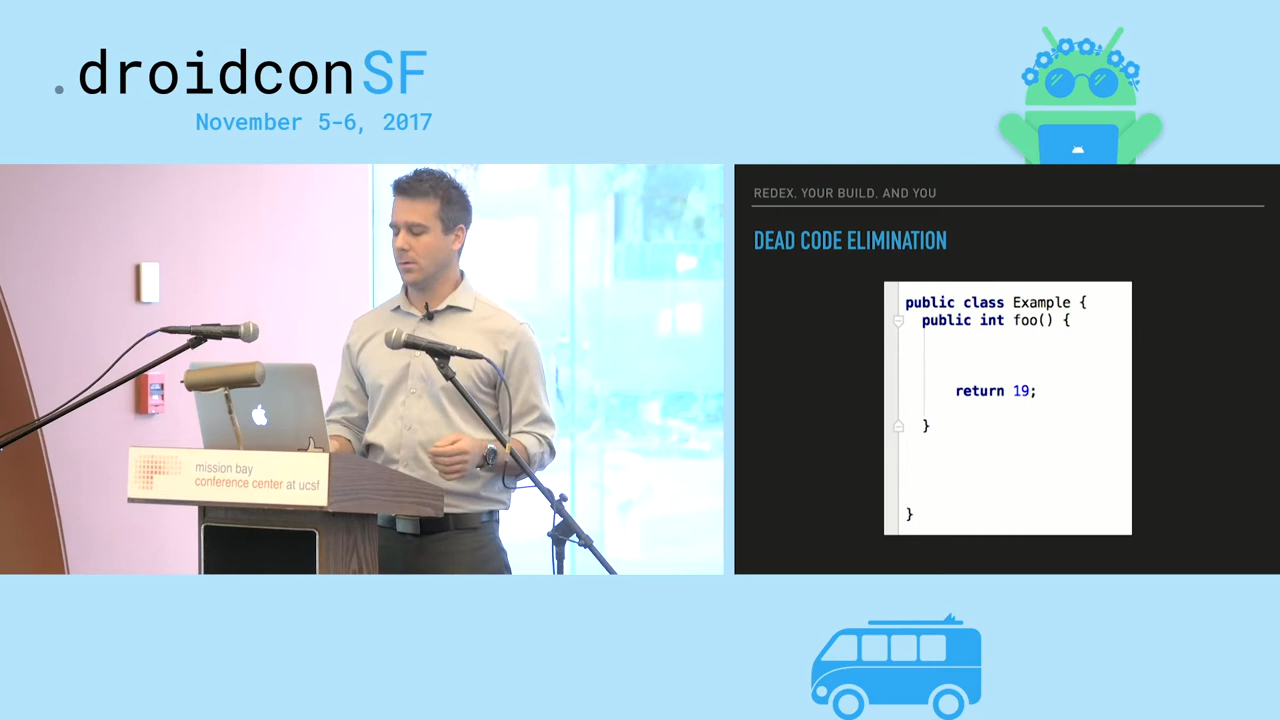 .droidconSF
November 5-6, 2017
REDEX, YOUR BUILD, AND YOU
DEAD CODE ELIMINATION
public class Example {
public int foo() {
return 19;
}
}
mission bay
conference center at ucsf